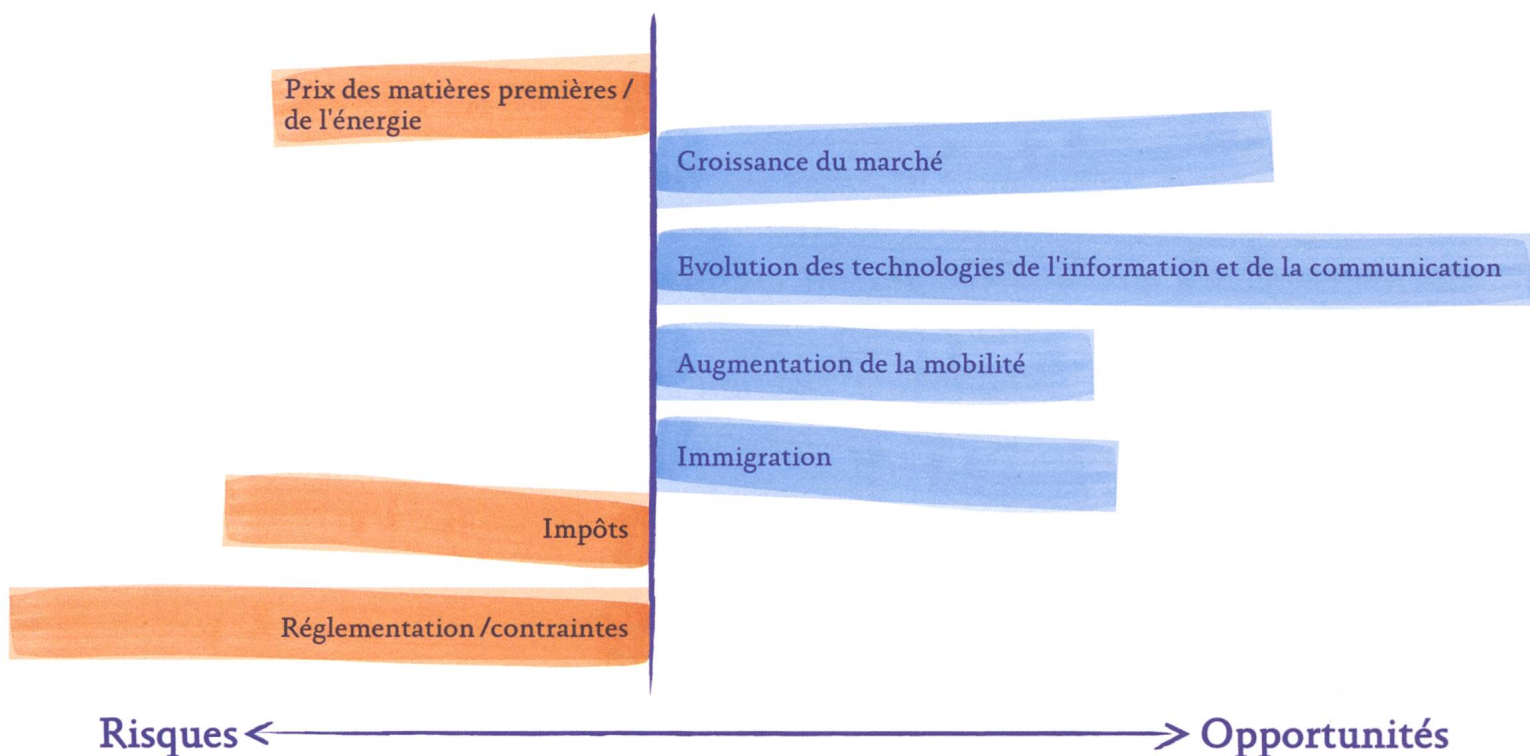 Prix des matières premières /
de l'énergie
Croissance du marché
Evolution des technologies de l'information et de la communication
Augmentation de la mobilité
Immigration
Impôts
Réglementation /contraintes
Risques
Opportunités